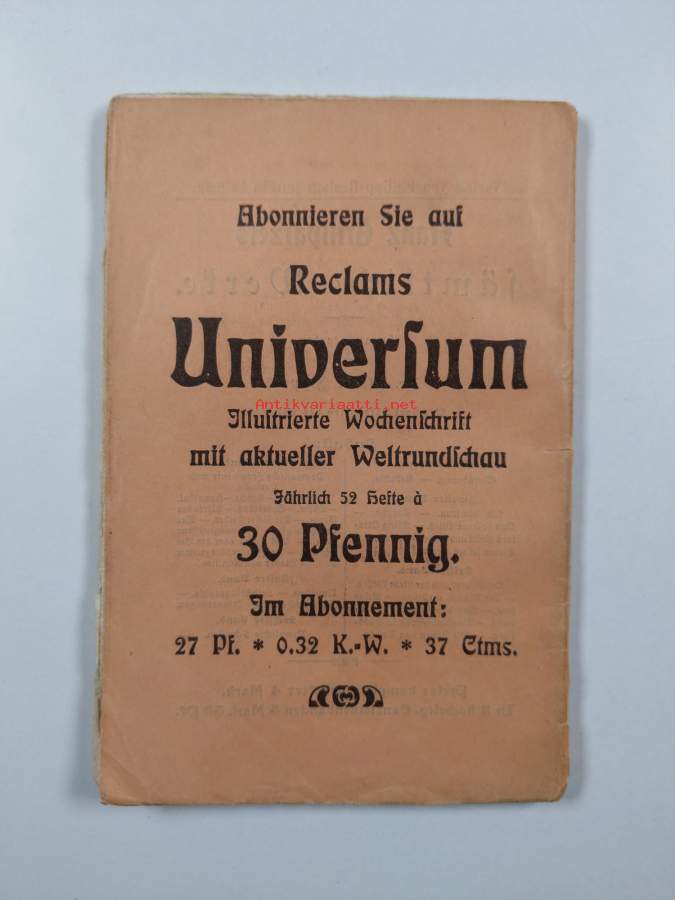 Abonnieren Sie auf
Reclams
Univerſum
Antikvariaatti.net
Illuſtrierte Wochenſchrift
mit aktueller Weltrundſchau
Jährlich 52 Hefte à
30 Pfennig.
Im Abonnement:
27 Pf. * 0.32 K.-W. * 37 Ctms.